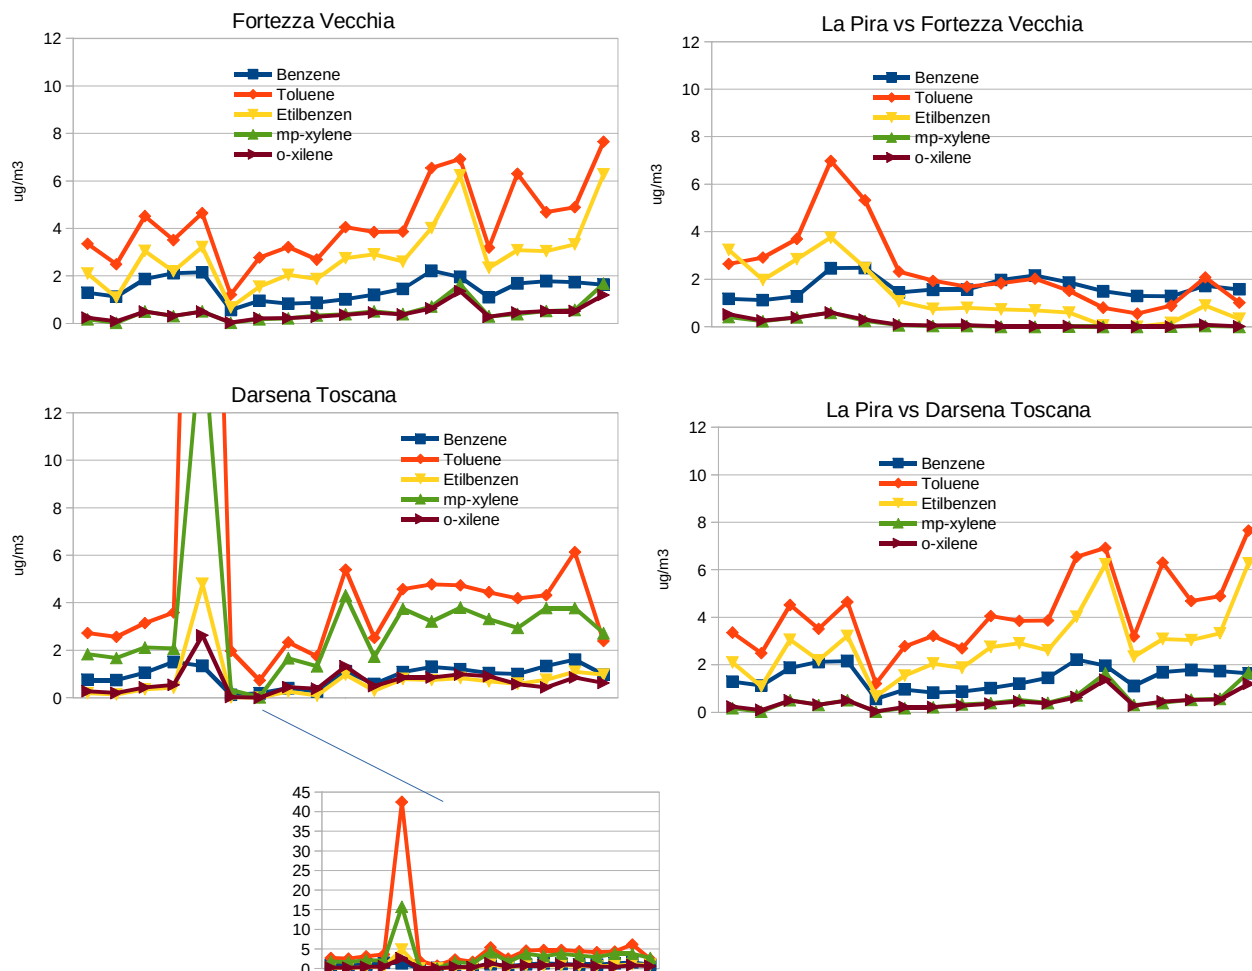 Fortezza Vecchia
12
10
8
6
4
2
0
ug/m3
Benzene
Toluene
Etilbenzen
mp-xylene
o-xilene
La Pira vs Fortezza Vecchia
12
10
8
6
4
2
0
ug/m3
Benzene
Toluene
Etilbenzen
mp-xylene
o-xilene
Darsena Toscana
12
10
8
6
4
2
0
ug/m3
Benzene
Toluene
Etilbenzen
mp-xylene
o-xilene
La Pira vs Darsena Toscana
12
10
8
6
4
2
0
ug/m3
Benzene
Toluene
Etilbenzen
mp-xylene
o-xilene
45
40
35
30
25
20
15
10
5
0